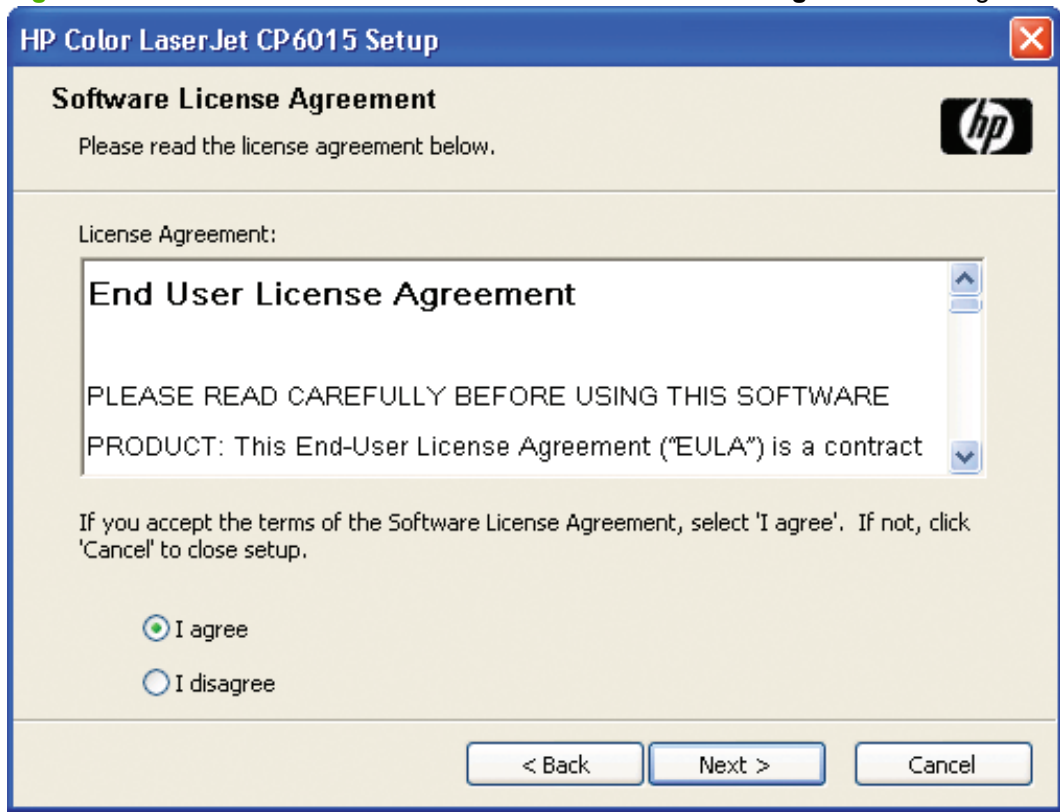 HP Color LaserJet CP6015 Setup
Software License Agreement
Please read the license agreement below.
hp
License Agreement:
End User License Agreement
PLEASE READ CAREFULLY BEFORE USING THIS SOFTWARE
PRODUCT: This End-User License Agreement (“EULA”) is a contract
If you accept the terms of the Software License Agreement, select 'I agree'. If not, click
'Cancel' to close setup.
I agree
I disagree
< Back
Next >
Cancel